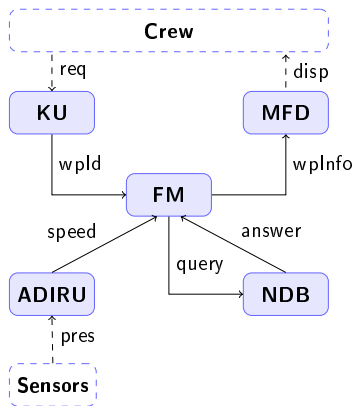 Crew
req
disp
KU
MFD
wpId
wpInfo
FM
speed
answer
query
ADIRU
NDB
pres
Sensors